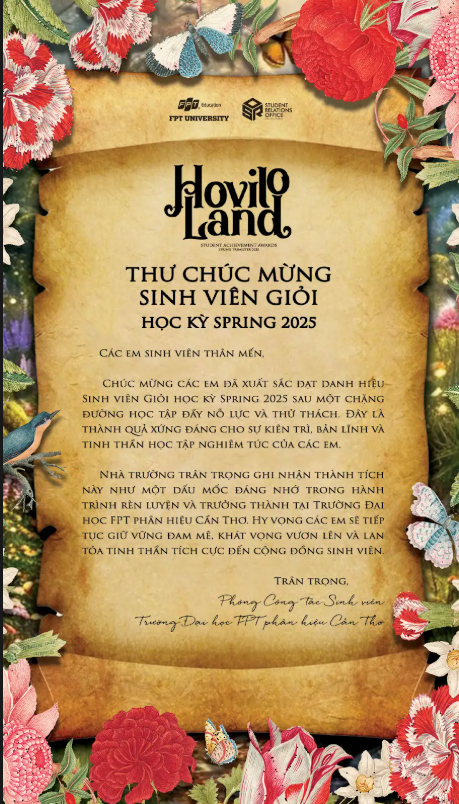 FPT Education
FPT UNIVERSITY
STUDENT
RELATIONS
OFFICE
Hovilo
Land
STUDENT ACHIEVEMENT AWARDS
THƯ CHÚC MỪNG
SINH VIÊN GIỎI
HỌC KỲ SPRING 2025
CÁC EM SINH VIÊN THÂN MẾN,
CHÚC MỪNG CÁC EM ĐÃ XUẤT SẮC ĐẠT DANH HIỆU
SINH VIÊN GIỎI HỌC KỲ SPRING 2025 SAU MỘT CHẶNG
ĐƯỜNG HỌC TẬP ĐẦY NỖ LỰC VÀ THỬ THÁCH. ĐÂY LÀ
THÀNH QUẢ XỨNG ĐÁNG CHO SỰ KIÊN TRÌ, BẢN LĨNH VÀ
TINH THẦN HỌC TẬP NGHIÊM TÚC CỦA CÁC EM.
NHÀ TRƯỜNG TRÂN TRỌNG GHI NHẬN THÀNH TÍCH
NÀY NHƯ MỘT DẤU MỐC ĐÁNG NHỚ TRONG HÀNH
TRÌNH RÈN LUYỆN VÀ TRƯỞNG THÀNH TẠI TRƯỜNG ĐẠI
HỌC FPT PHÂN HIỆU CẦN THƠ. HY VỌNG CÁC EM SẼ TIẾP
TỤC GIỮ VỮNG ĐAM MÊ, KHÁT VỌNG VƯƠN LÊN VÀ LAN
TỎA TINH THẦN TÍCH CỰC ĐẾN CỘNG ĐỒNG SINH VIÊN.
TRÂN TRỌNG,
Phòng Công tác Sinh viên
Trường Đại học FPT phân hiệu Cần Thơ